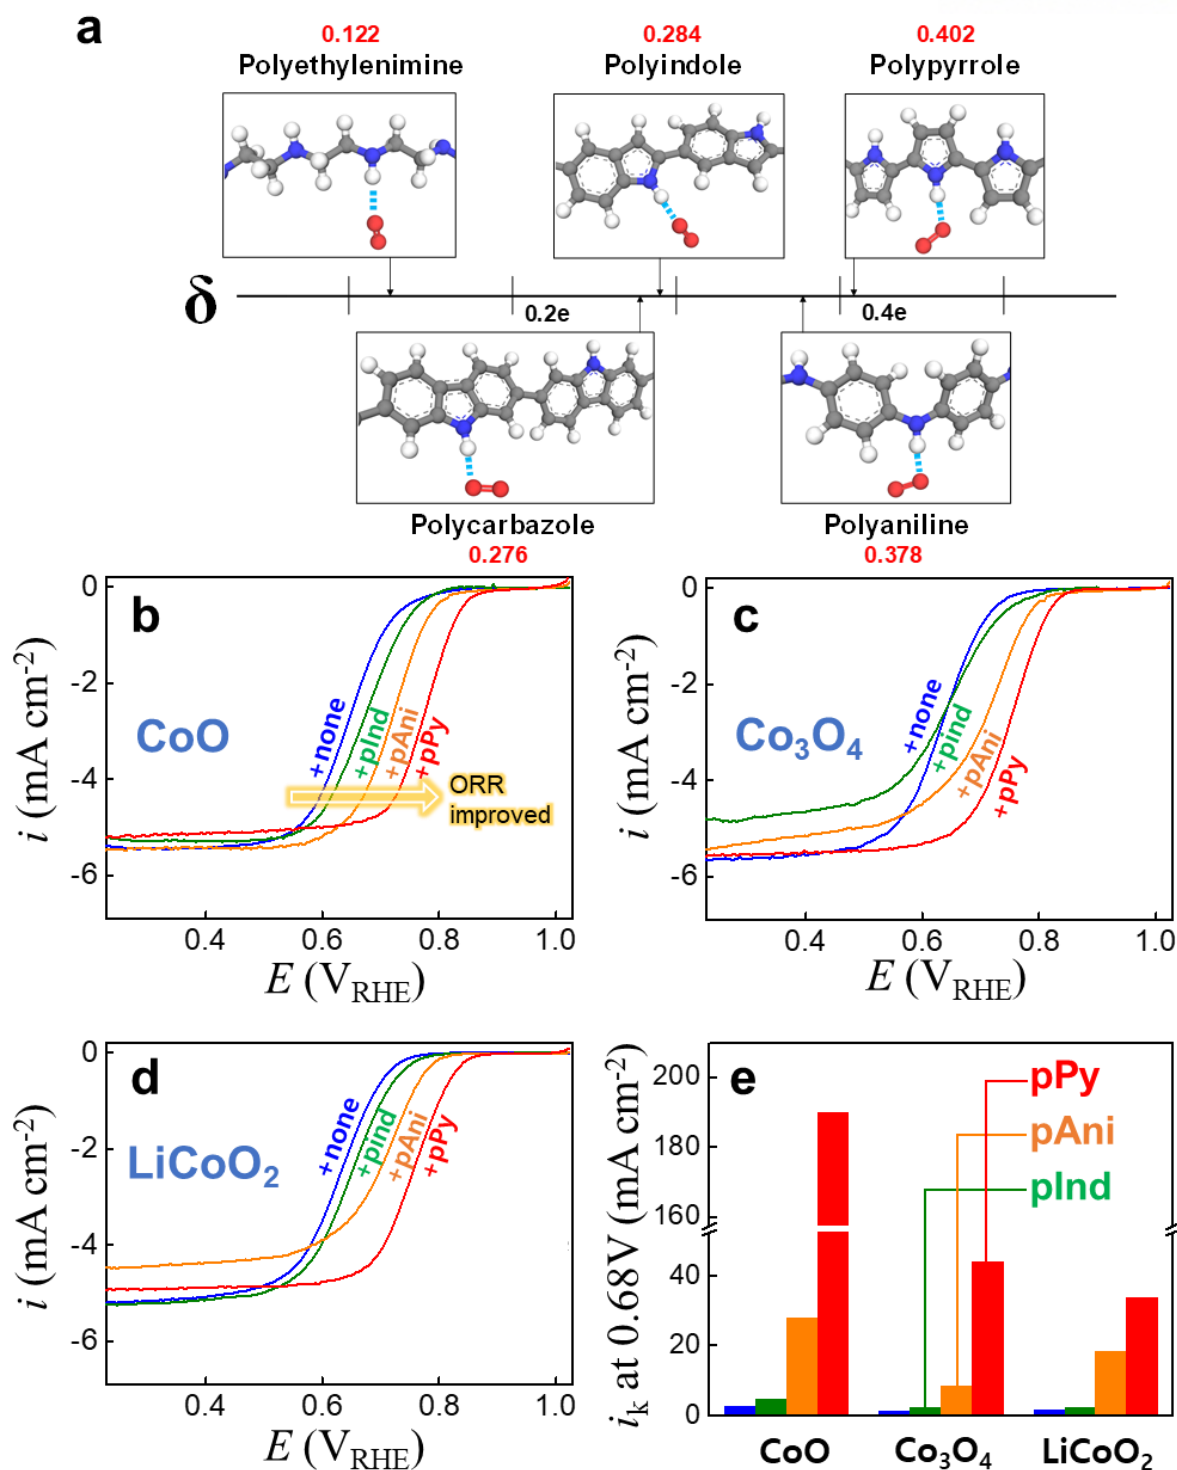 a
0.122 0.284 0.402
Polyethylenimine Polyindole Polypyrrole
δ
0.2e 0.4e
Polycarbazole Polyaniline
0.276 0.378
b
0
-2
-4
-6
i (mA cm⁻²)
CoO
+none
+pInd
+pAni
+pPy
ORR
improved
0.4 0.6 0.8 1.0
E (V_RHE)
c
0
-2
-4
-6
i (mA cm⁻²)
Co₃O₄
+none
+pind
+pAni
+pPy
0.4 0.6 0.8 1.0
E (V_RHE)
d
0
-2
-4
-6
i (mA cm⁻²)
LiCoO₂
+none
+pind
+pAni
+pPy
0.4 0.6 0.8 1.0
E (V_RHE)
e
200
180
160
40
20
0
i_k at 0.68V (mA cm⁻²)
pPy
pAni
pInd
CoO Co₃O₄ LiCoO₂